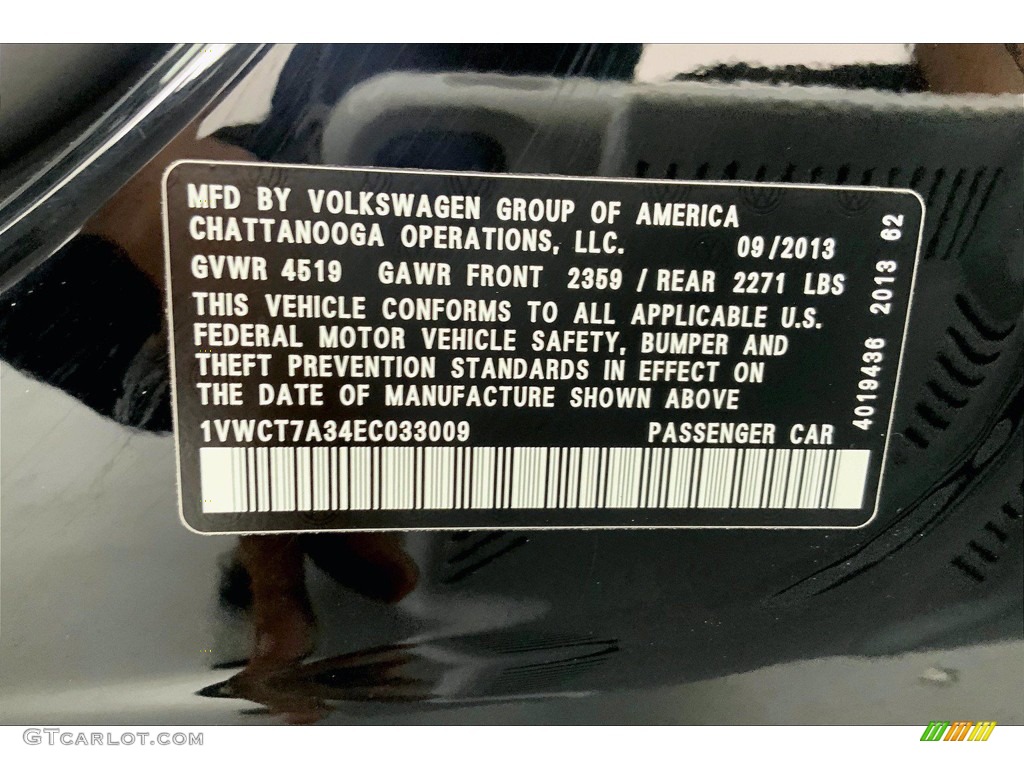 MFD BY VOLKSWAGEN GROUP OF AMERICA
CHATTANOOGA OPERATIONS, LLC. 09/2013
GVWR 4519 GAWR FRONT 2359 / REAR 2271 LBS
THIS VEHICLE CONFORMS TO ALL APPLICABLE U.S.
FEDERAL MOTOR VEHICLE SAFETY, BUMPER AND
THEFT PREVENTION STANDARDS IN EFFECT ON
THE DATE OF MANUFACTURE SHOWN ABOVE
1VWCT7A34EC033009 PASSENGER CAR
4019436 2013 62
GTCARLOT.COM